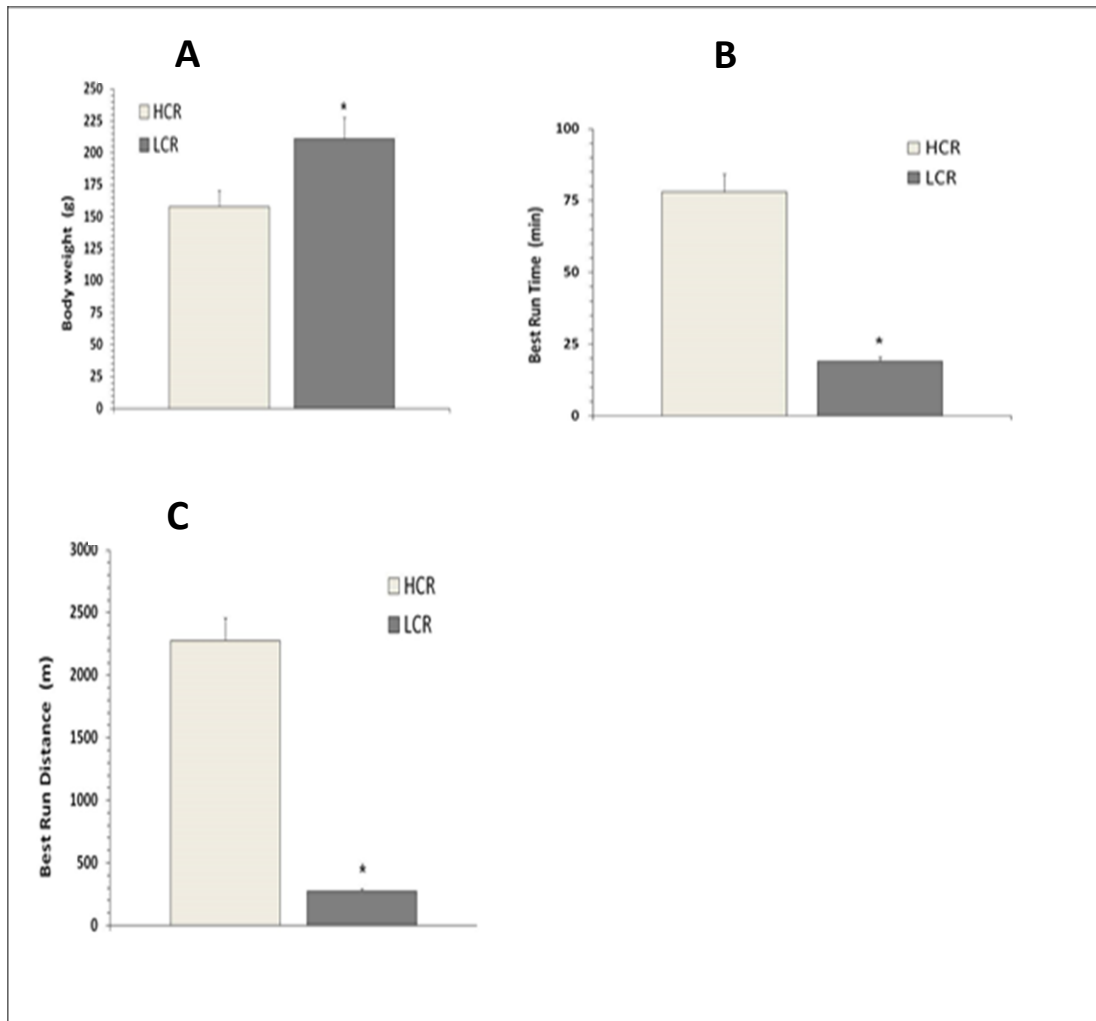 A
Body weight (g)
250
225
200
175
150
125
100
75
50
25
0
HCR
LCR
*
B
Best Run Time (min)
100
75
50
25
0
HCR
LCR
*
C
Best Run Distance (m)
3000
2500
2000
1500
1000
500
0
HCR
LCR
*